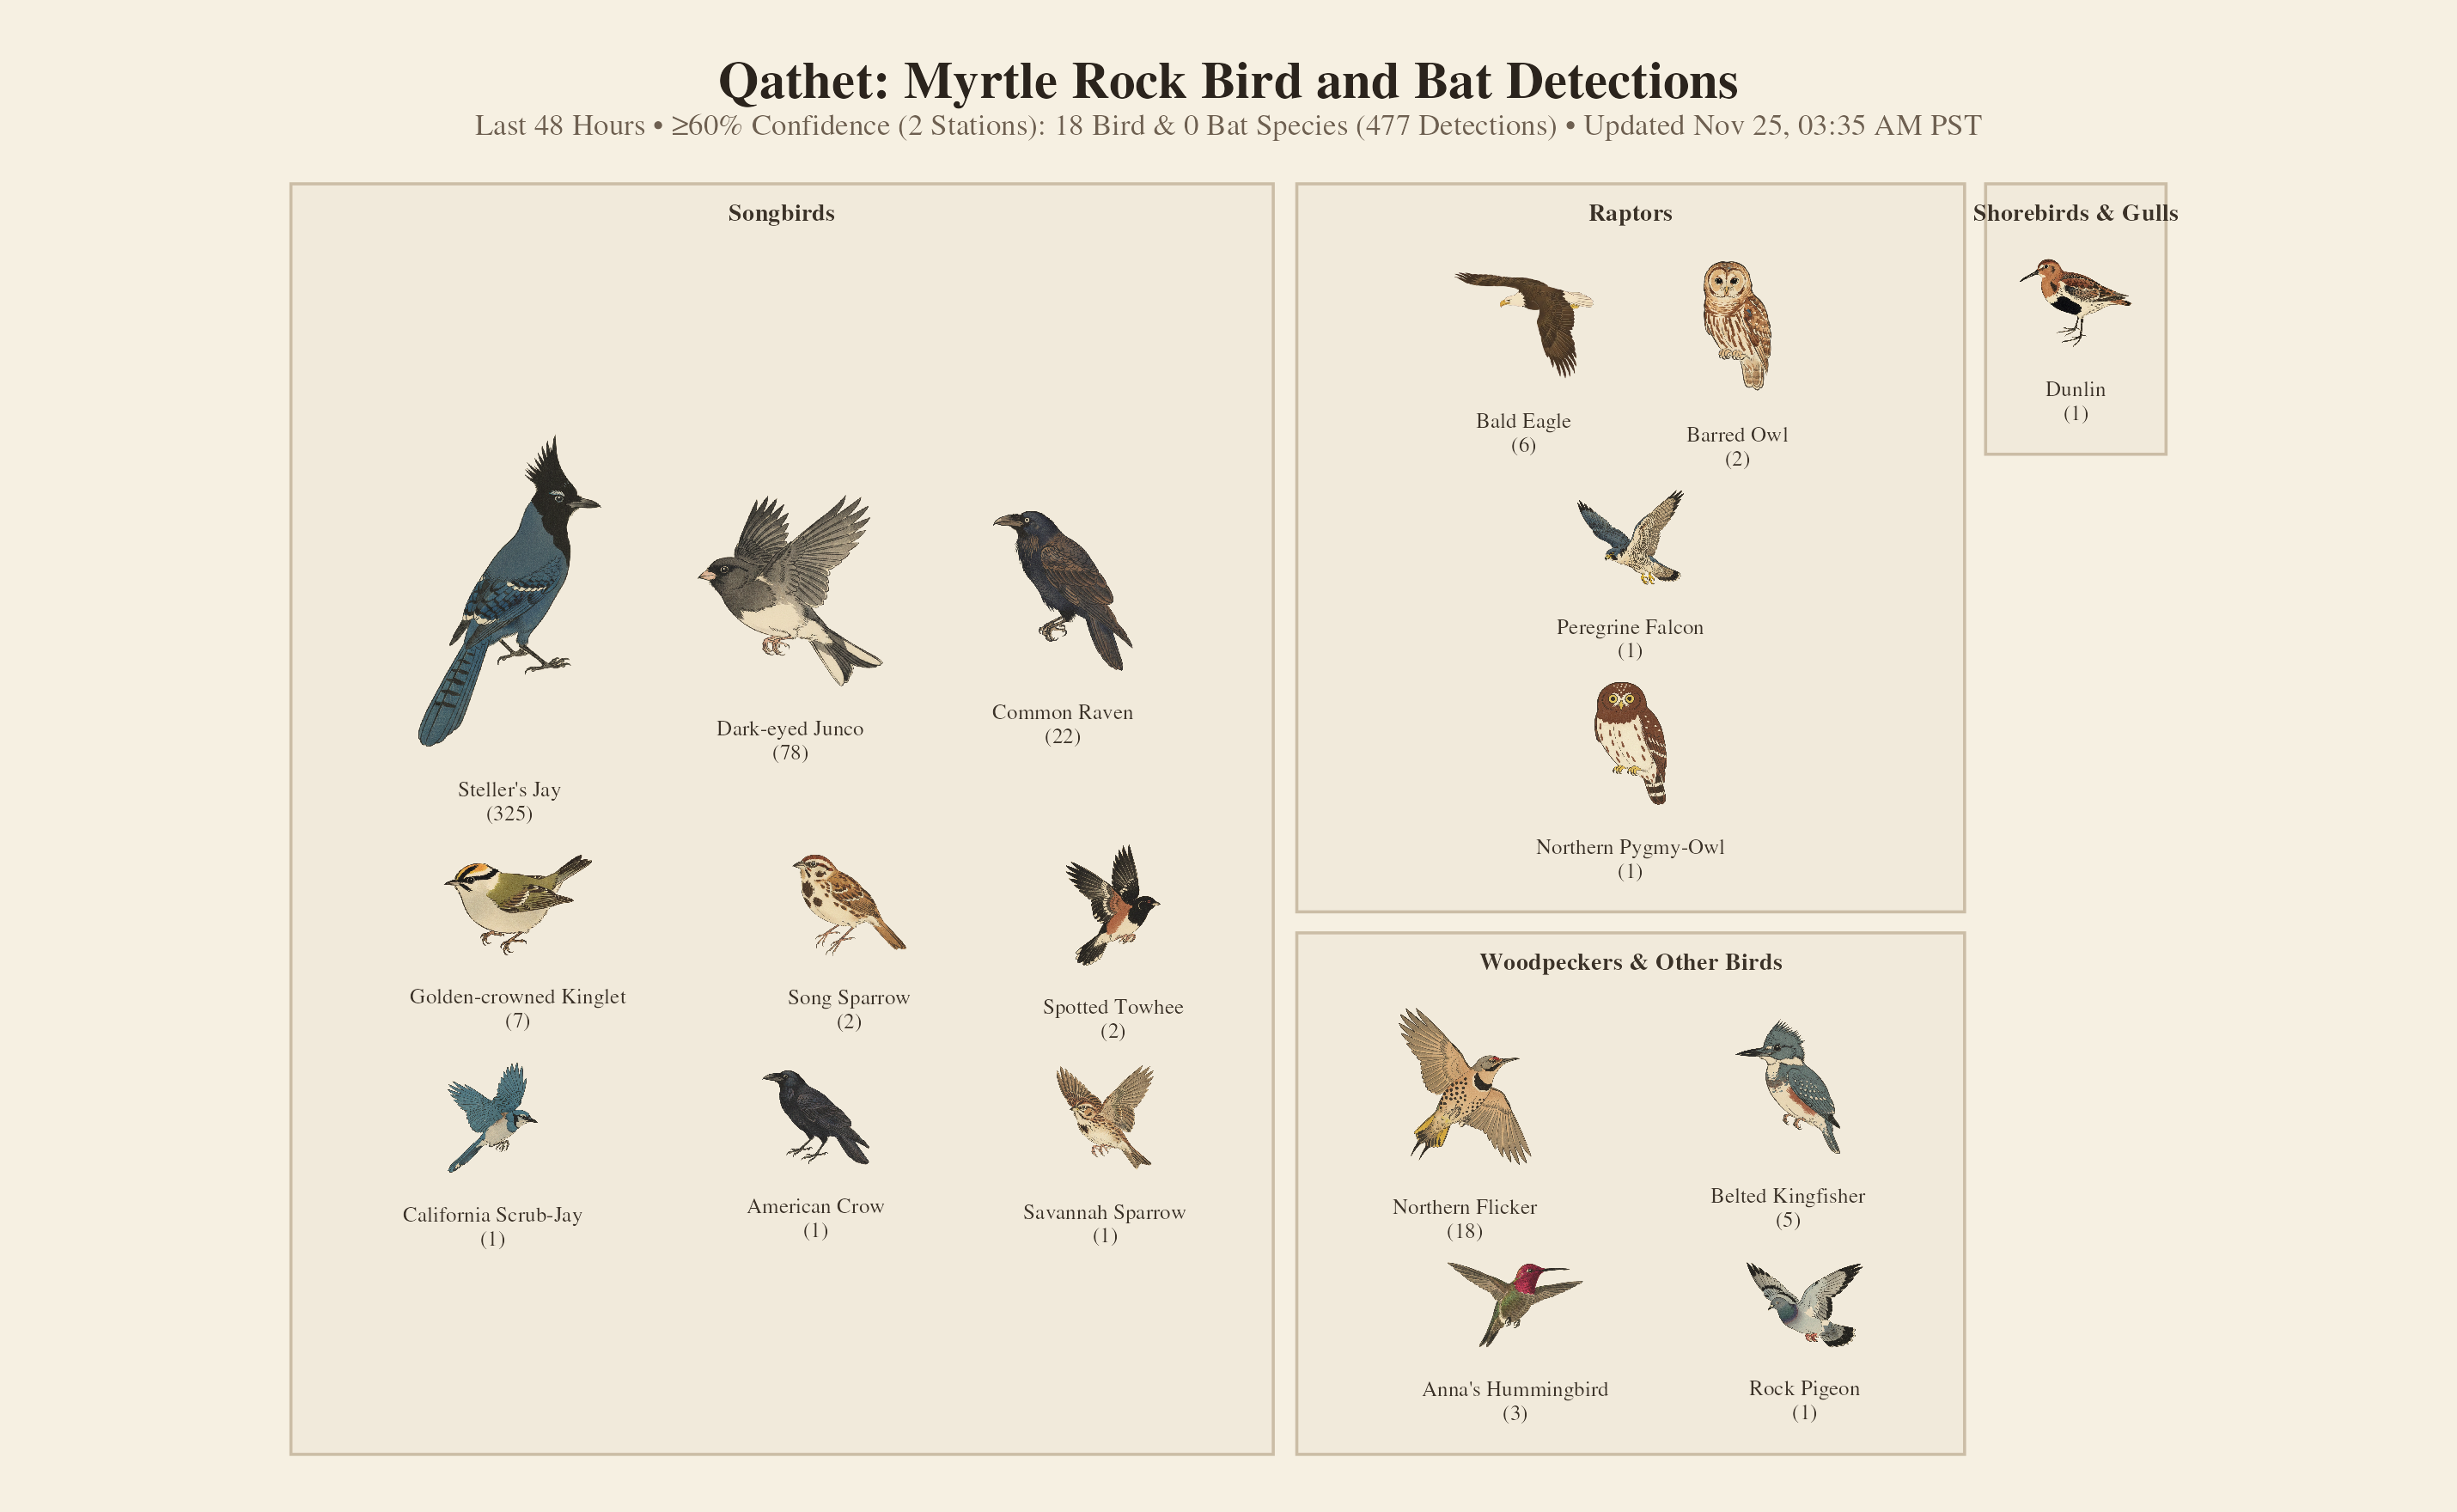 Qathet: Myrtle Rock Bird and Bat Detections
Last 48 Hours • ≥60% Confidence (2 Stations): 18 Bird & 0 Bat Species (477 Detections) • Updated Nov 25, 03:35 AM PST
Songbirds
Steller's Jay
(325)
Dark-eyed Junco
(78)
Common Raven
(22)
Golden-crowned Kinglet
(7)
Song Sparrow
(2)
Spotted Towhee
(2)
California Scrub-Jay
(1)
American Crow
(1)
Savannah Sparrow
(1)
Raptors
Bald Eagle
(6)
Barred Owl
(2)
Peregrine Falcon
(1)
Northern Pygmy-Owl
(1)
Woodpeckers & Other Birds
Northern Flicker
(18)
Belted Kingfisher
(5)
Anna's Hummingbird
(3)
Rock Pigeon
(1)
Shorebirds & Gulls
Dunlin
(1)